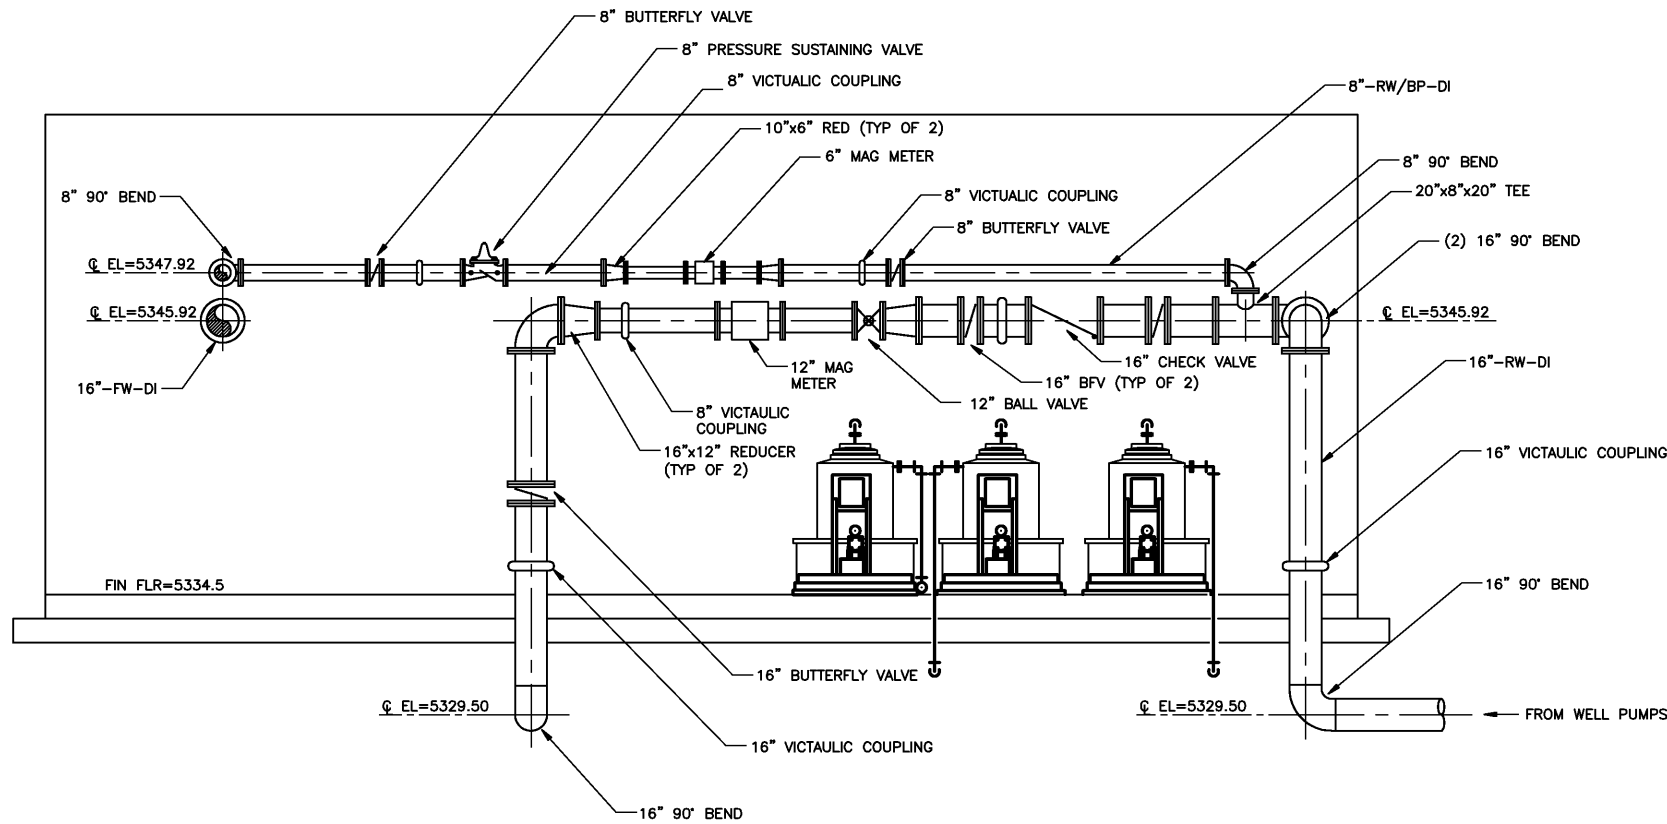 8" BUTTERFLY VALVE
8" PRESSURE SUSTAINING VALVE
8" VICTUALIC COUPLING
8"-RW/BP-DI
10"x6" RED (TYP OF 2)
6" MAG METER
8" 90° BEND
20"x8"x20" TEE
8" 90° BEND
8" VICTUALIC COUPLING
8" BUTTERFLY VALVE
(2) 16" 90° BEND
℄ EL=5347.92
℄ EL=5345.92
℄ EL=5345.92
16"-FW-DI
12" MAG
METER
16" CHECK VALVE
16"-RW-DI
16" BFV (TYP OF 2)
12" BALL VALVE
8" VICTAULIC
COUPLING
16"x12" REDUCER
(TYP OF 2)
16" VICTAULIC COUPLING
FIN FLR=5334.5
16" 90° BEND
16" BUTTERFLY VALVE
℄ EL=5329.50
℄ EL=5329.50
FROM WELL PUMPS
16" VICTAULIC COUPLING
16" 90° BEND